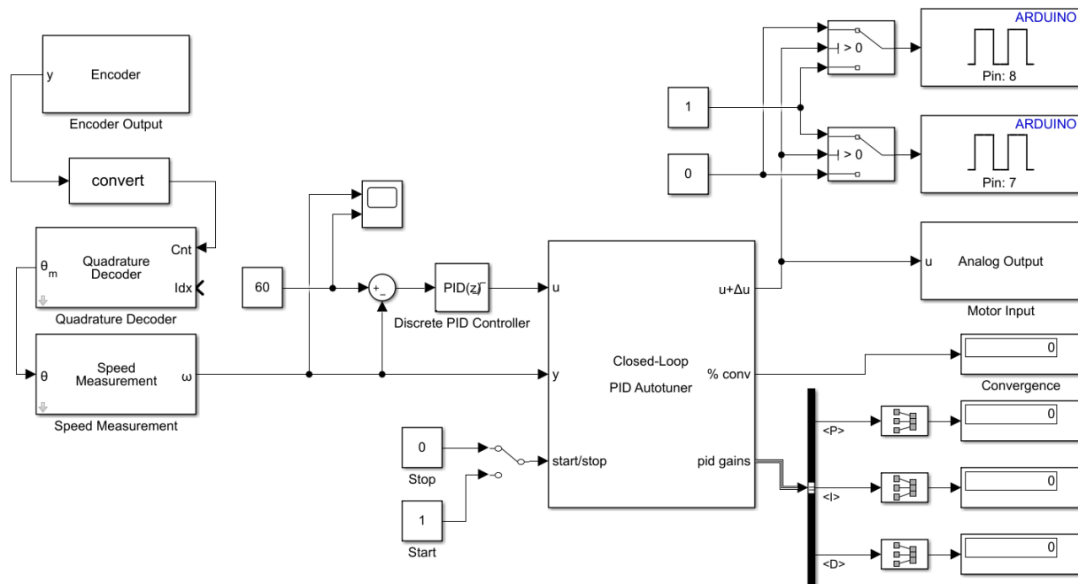 y
Encoder
Encoder Output
convert
Cnt
θm
Quadrature
Decoder
Idx
Quadrature Decoder
θ
Speed
Measurement
ω
Speed Measurement
60
+
−
PID(z)
Discrete PID Controller
0
Stop
1
Start
u
y
start/stop
Closed-Loop
PID Autotuner
u+Δu
% conv
pid gains
1
0
> 0
> 0
ARDUINO
Pin: 8
ARDUINO
Pin: 7
u
Analog Output
Motor Input
0
Convergence
<P>
0
<I>
0
<D>
0